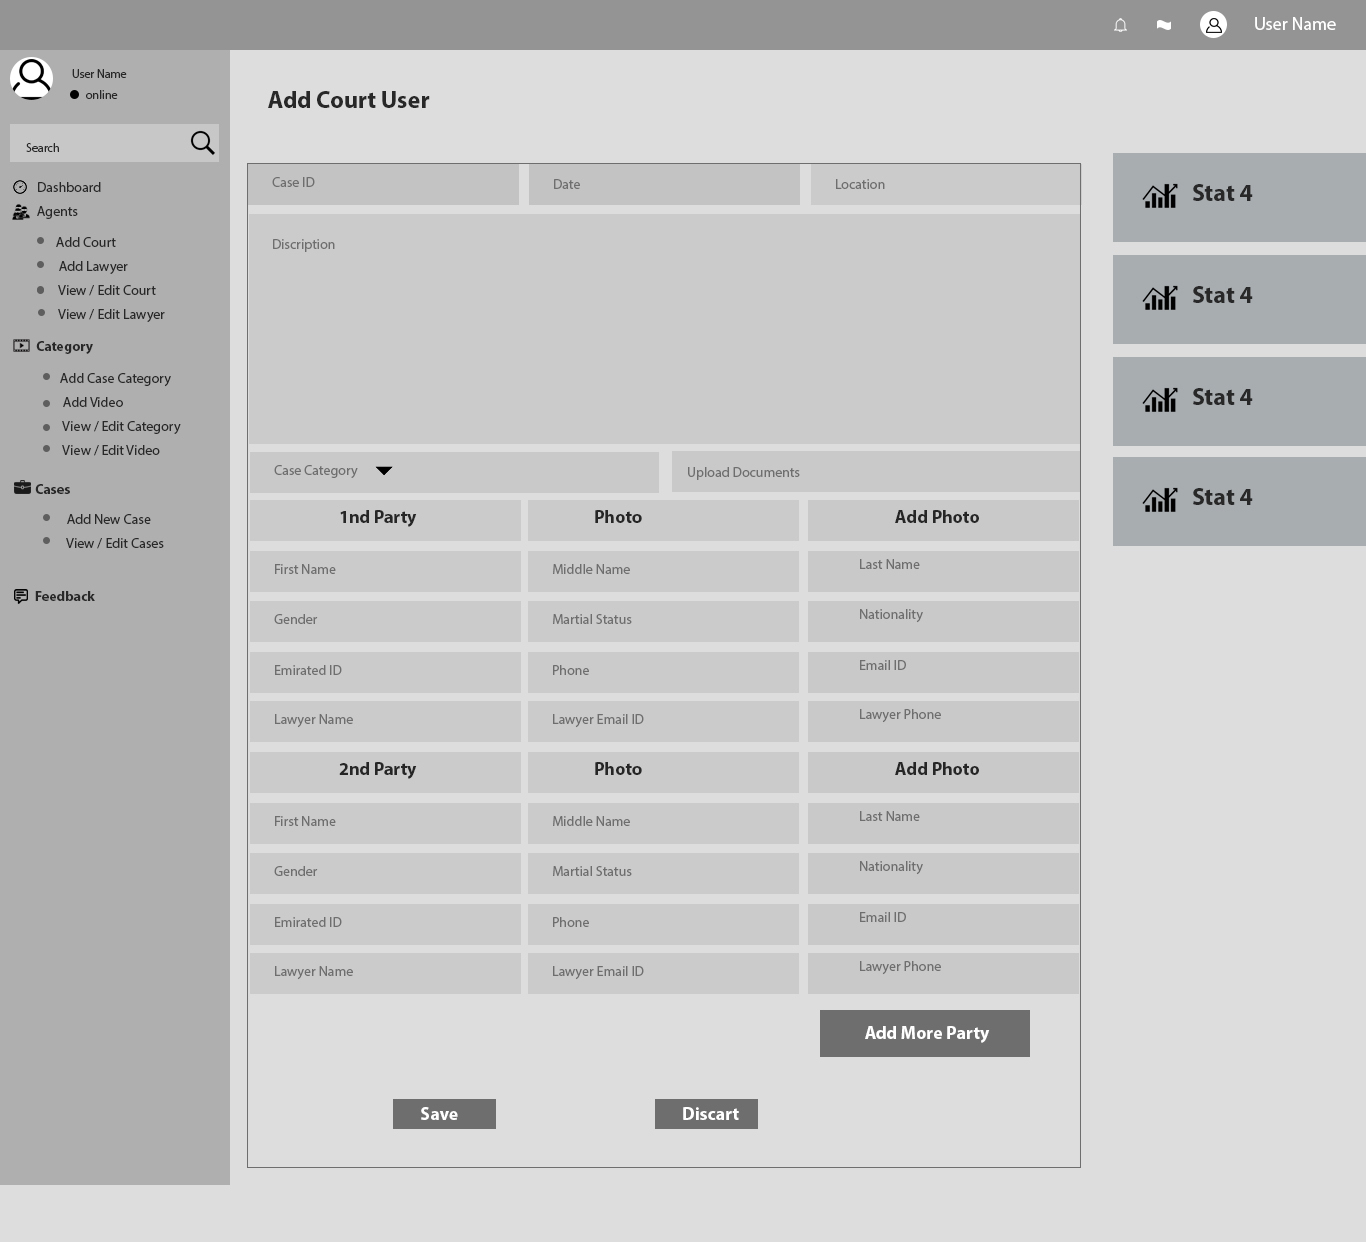 User Name
User Name
online
Search
Dashboard
Agents
Add Court
Add Lawyer
View / Edit Court
View / Edit Lawyer
Category
Add Case Category
Add Video
View / Edit Category
View / Edit Video
Cases
Add New Case
View / Edit Cases
Feedback
Add Court User
Case ID Date Location
Discription
Case Category Upload Documents
1nd Party Photo Add Photo
First Name Middle Name Last Name
Gender Martial Status Nationality
Emirated ID Phone Email ID
Lawyer Name Lawyer Email ID Lawyer Phone
2nd Party Photo Add Photo
First Name Middle Name Last Name
Gender Martial Status Nationality
Emirated ID Phone Email ID
Lawyer Name Lawyer Email ID Lawyer Phone
Add More Party
Save Discart
Stat 4
Stat 4
Stat 4
Stat 4